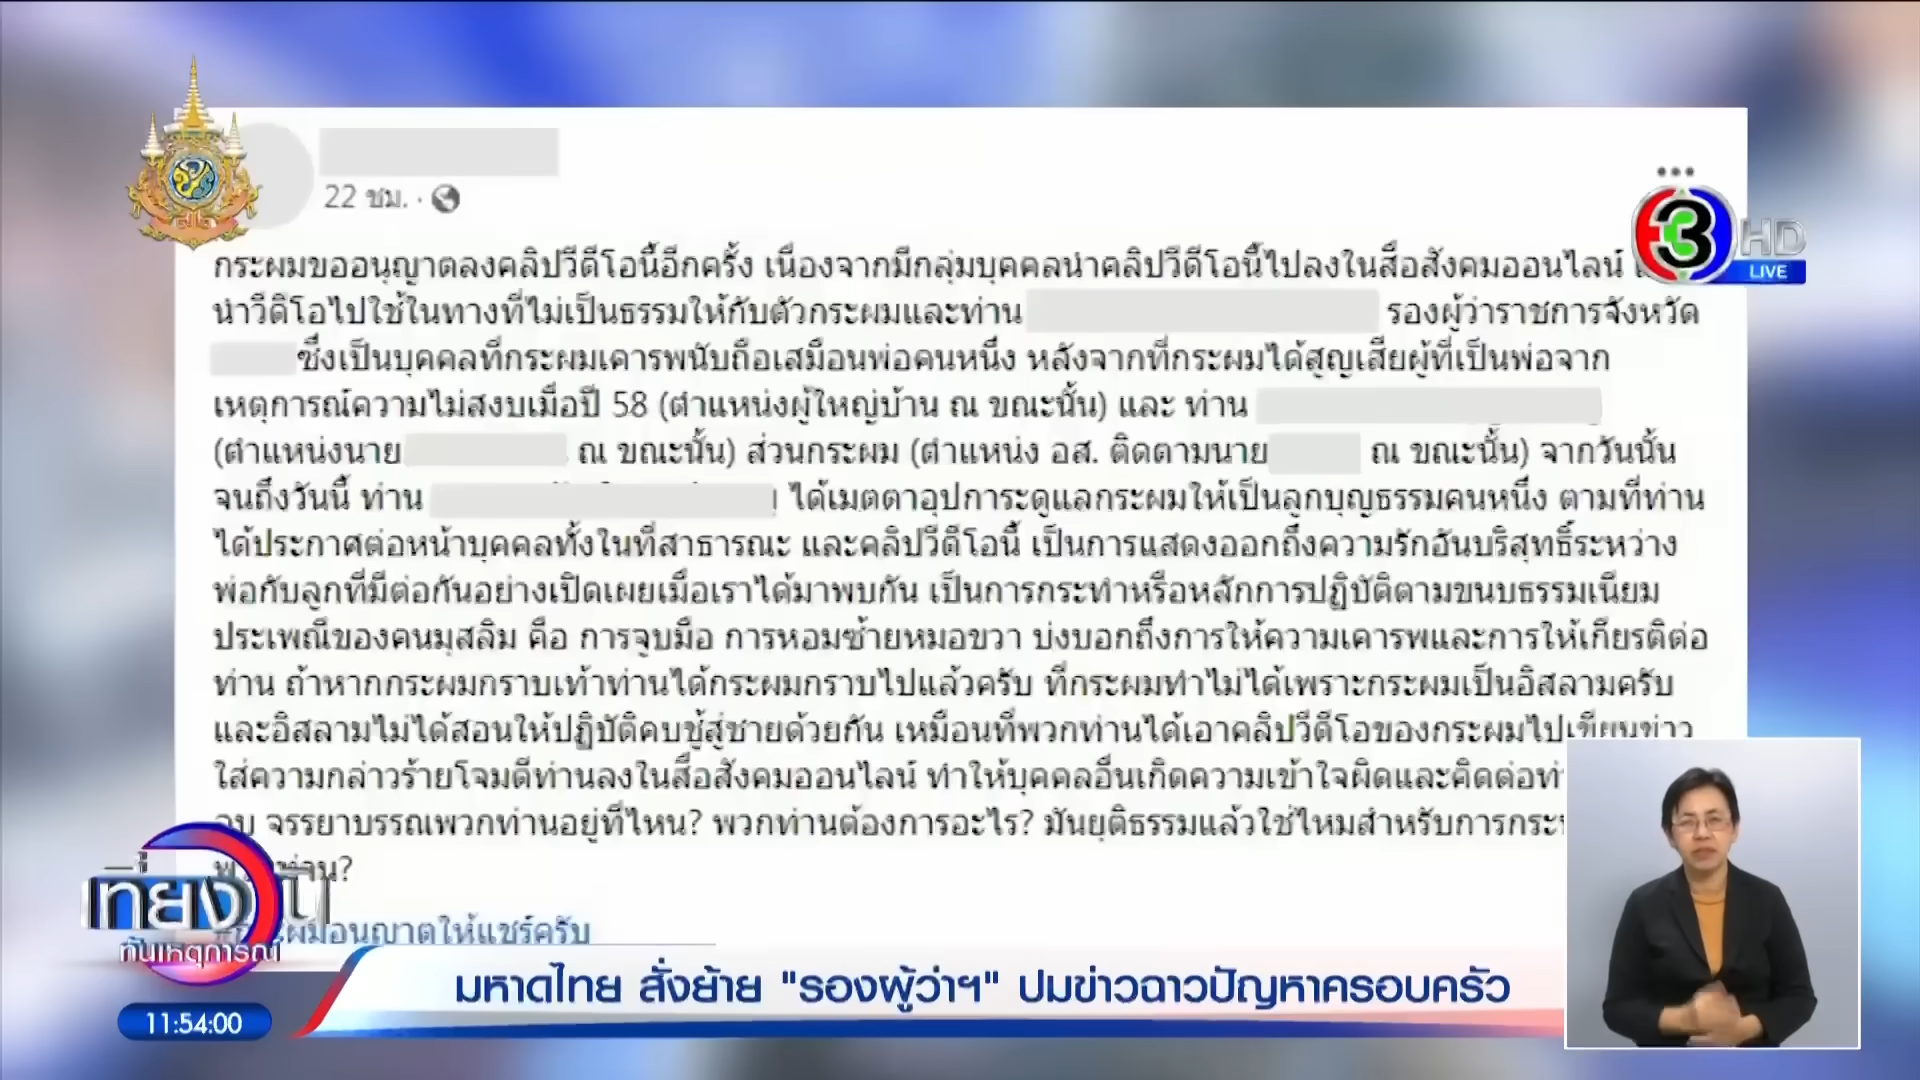 22 ชม.
3 HD
LIVE
กระผมขออนุญาตลงคลิปวีดีโอนี้อีกครั้ง เนื่องจากมีกลุ่มบุคคลนำคลิปวีดีโอนี้ไปลงในสื่อสังคมออนไลน์
นำวีดิโอไปใช้ในทางที่ไม่เป็นธรรมให้กับตัวกระผมและท่าน รองผู้ว่าราชการจังหวัด
ซึ่งเป็นบุคคลที่กระผมเคารพนับถือเสมือนพ่อคนหนึ่ง หลังจากที่กระผมได้สูญเสียผู้ที่เป็นพ่อจาก
เหตุการณ์ความไม่สงบเมื่อปี 58 (ตำแหน่งผู้ใหญ่บ้าน ณ ขณะนั้น) และ ท่าน
(ตำแหน่งนาย ณ ขณะนั้น) ส่วนกระผม (ตำแหน่ง อส. ติดตามนาย ณ ขณะนั้น) จากวันนั้น
จนถึงวันนี้ ท่าน ได้เมตตาอุปการะดูแลกระผมให้เป็นลูกบุญธรรมคนหนึ่ง ตามที่ท่าน
ได้ประกาศต่อหน้าบุคคลทั้งในที่สาธารณะ และคลิปวีดีโอนี้ เป็นการแสดงออกถึงความรักอันบริสุทธิ์ระหว่าง
พ่อกับลูกที่มีต่อกันอย่างเปิดเผยเมื่อเราได้มาพบกัน เป็นการกระทำหรือหลักการปฏิบัติตามขนบธรรมเนียม
ประเพณีของคนมุสลิม คือ การจูบมือ การหอมซ้ายหมอขวา บ่งบอกถึงการให้ความเคารพและการให้เกียรติต่อ
ท่าน ถ้าหากกระผมกราบเท้าท่านได้กระผมกราบไปแล้วครับ ที่กระผมทำไม่ได้เพราะกระผมเป็นอิสลามครับ
และอิสลามไม่ได้สอนให้ปฏิบัติคบชู้สู่ชายด้วยกัน เหมือนที่พวกท่านได้เอาคลิปวีดีโอของกระผมไปเขียนข่าว
ใส่ความกล่าวร้ายโจมตีท่านลงในสื่อสังคมออนไลน์ ทำให้บุคคลอื่นเกิดความเข้าใจผิดและคิดต่อ
จรรยาบรรณพวกท่านอยู่ที่ไหน? พวกท่านต้องการอะไร? มันยุติธรรมแล้วใช่ไหมสำหรับการ
อนุญาตให้แชร์ครับ
เที่ยงวัน
ทันเหตุการณ์
มหาดไทย สั่งย้าย "รองผู้ว่าฯ" ปมข่าวฉาวปัญหาครอบครัว
11:54:00